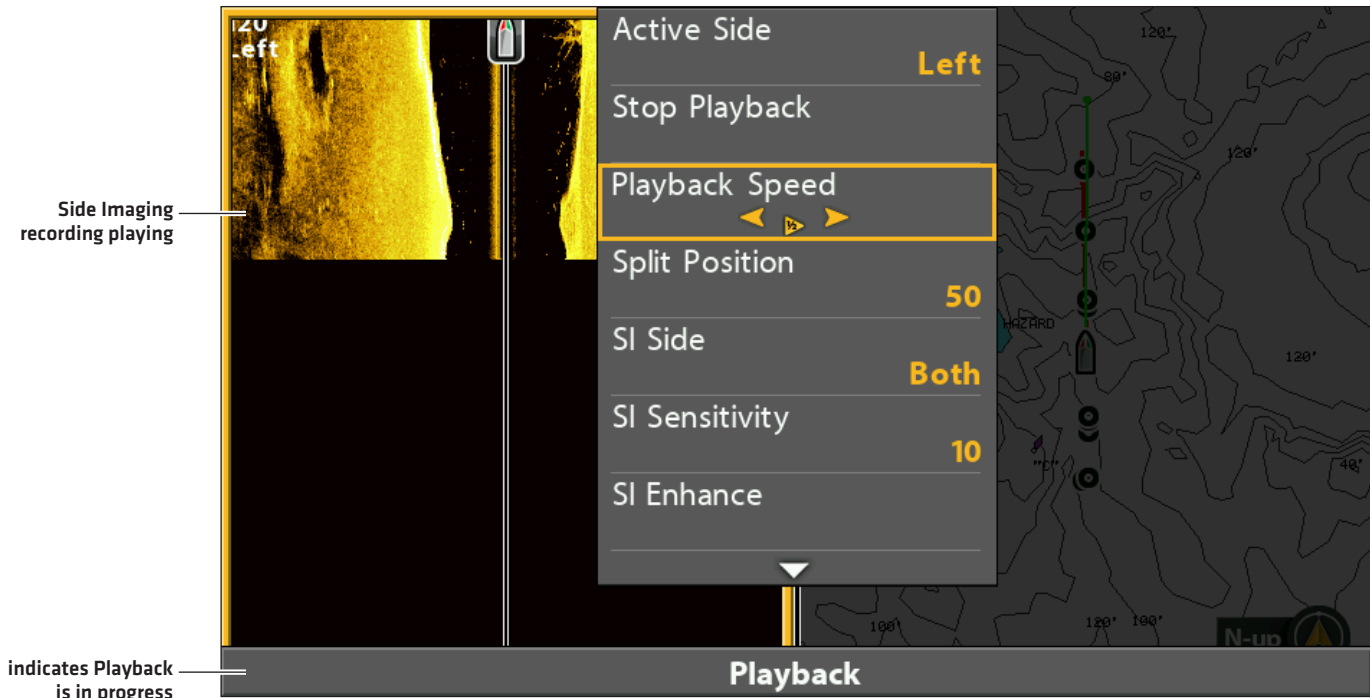 120
Left
Side Imaging
recording playing
indicates Playback
is in progress
Active Side
Left
Stop Playback
Playback Speed
½
Split Position
50
SI Side
Both
SI Sensitivity
10
SI Enhance
120'
80'
120'
HAZARD
120'
"C"
40'
100'
120'
100'
N-up
Playback